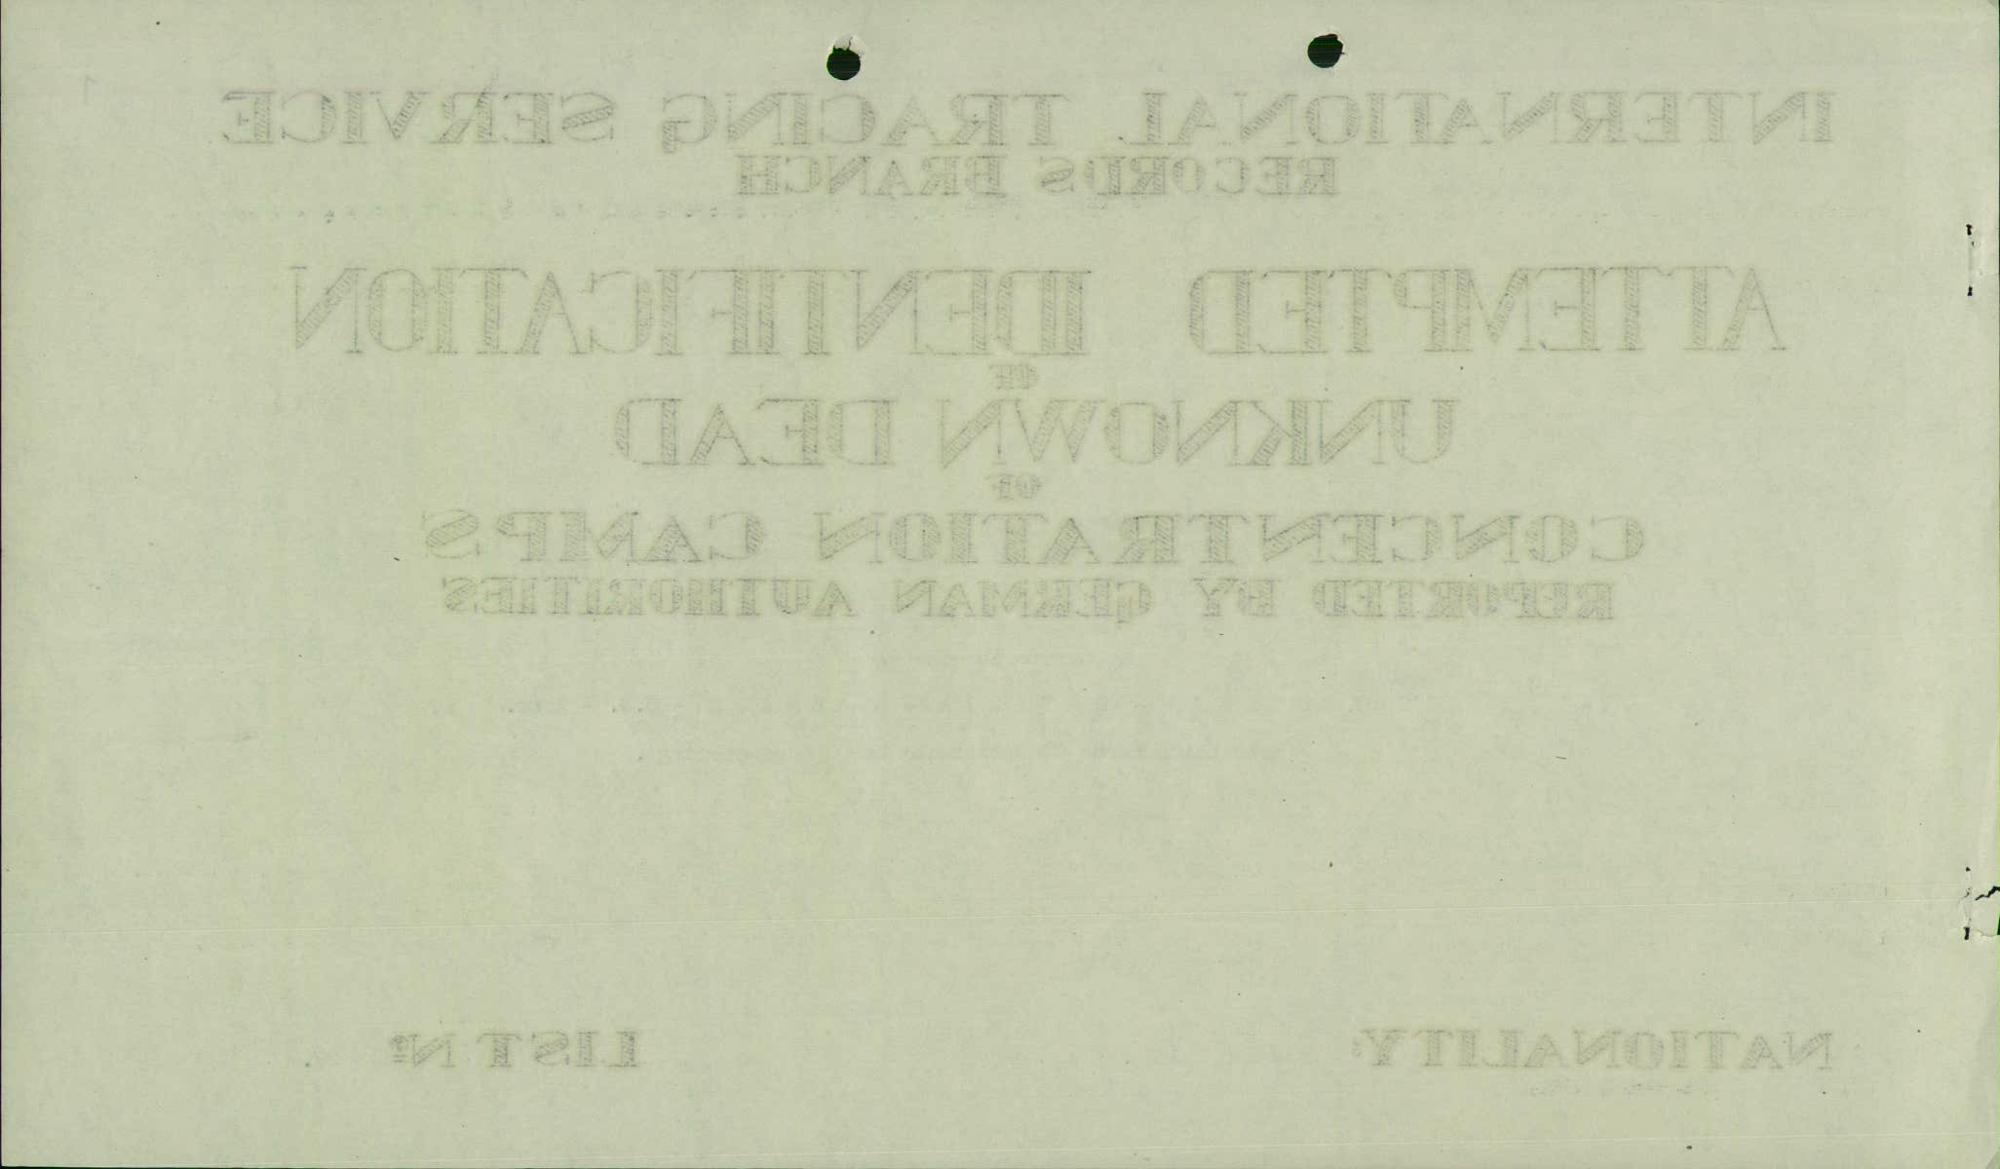 INTERNATIONAL TRACING SERVICE
RECORDS BRANCH
ATTEMPTED IDENTIFICATION
OF
UNKNOWN DEAD
OF
CONCENTRATION CAMPS
REPORTED BY GERMAN AUTHORITIES
NATIONALITY: LIST Nº